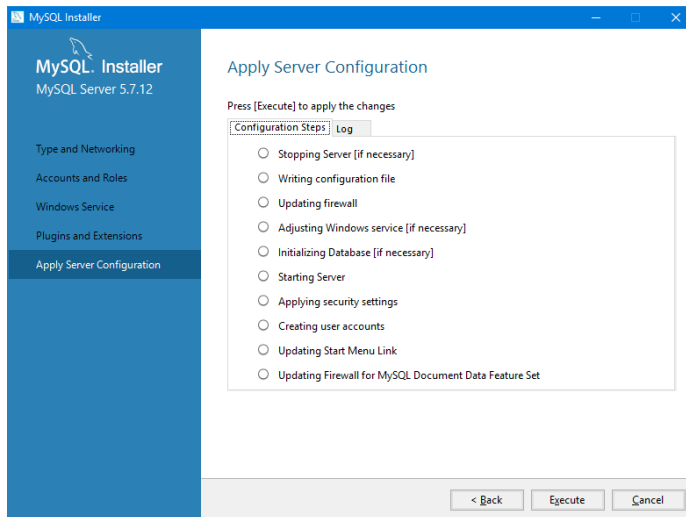 MySQL Installer
MySQL. Installer
MySQL Server 5.7.12
Type and Networking
Accounts and Roles
Windows Service
Plugins and Extensions
Apply Server Configuration
Apply Server Configuration
Press [Execute] to apply the changes
Configuration Steps Log
Stopping Server [if necessary]
Writing configuration file
Updating firewall
Adjusting Windows service [if necessary]
Initializing Database [if necessary]
Starting Server
Applying security settings
Creating user accounts
Updating Start Menu Link
Updating Firewall for MySQL Document Data Feature Set
< Back Execute Cancel